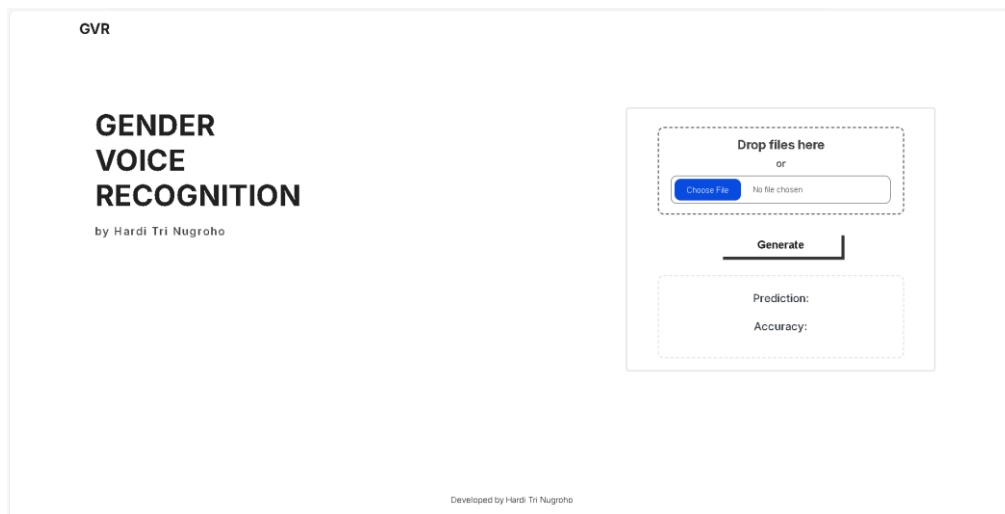 GVR
GENDER
VOICE
RECOGNITION
by Hardi Tri Nugroho
Drop files here
or
Choose File No file chosen
Generate
Prediction:
Accuracy:
Developed by Hardi Tri Nugroho